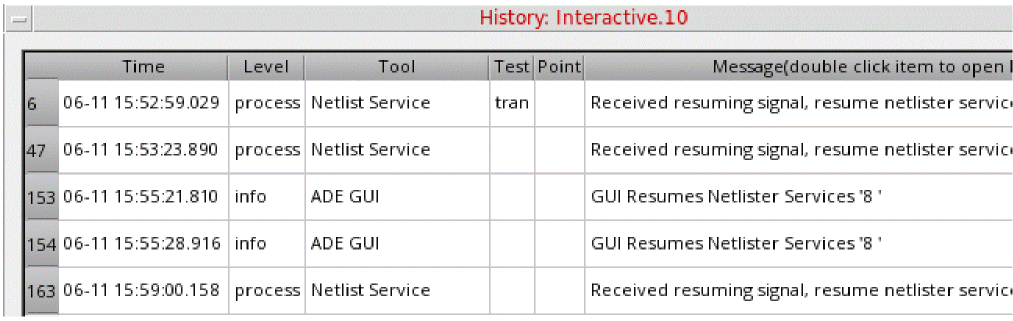 History: Interactive.10
Time Level Tool Test Point Message(double click item to open
6 06-11 15:52:59.029 process Netlist Service tran Received resuming signal, resume netlister servic
47 06-11 15:53:23.890 process Netlist Service Received resuming signal, resume netlister servic
153 06-11 15:55:21.810 info ADE GUI GUI Resumes Netlister Services '8 '
154 06-11 15:55:28.916 info ADE GUI GUI Resumes Netlister Services '8 '
163 06-11 15:59:00.158 process Netlist Service Received resuming signal, resume netlister servic